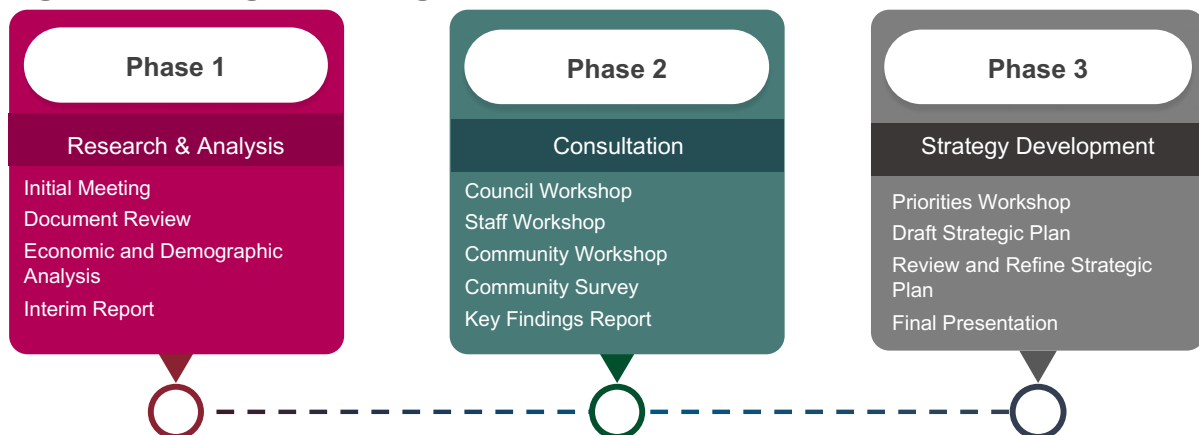 Phase 1
Research & Analysis
Initial Meeting
Document Review
Economic and Demographic
Analysis
Interim Report
Phase 2
Consultation
Council Workshop
Staff Workshop
Community Workshop
Community Survey
Key Findings Report
Phase 3
Strategy Development
Priorities Workshop
Draft Strategic Plan
Review and Refine Strategic
Plan
Final Presentation